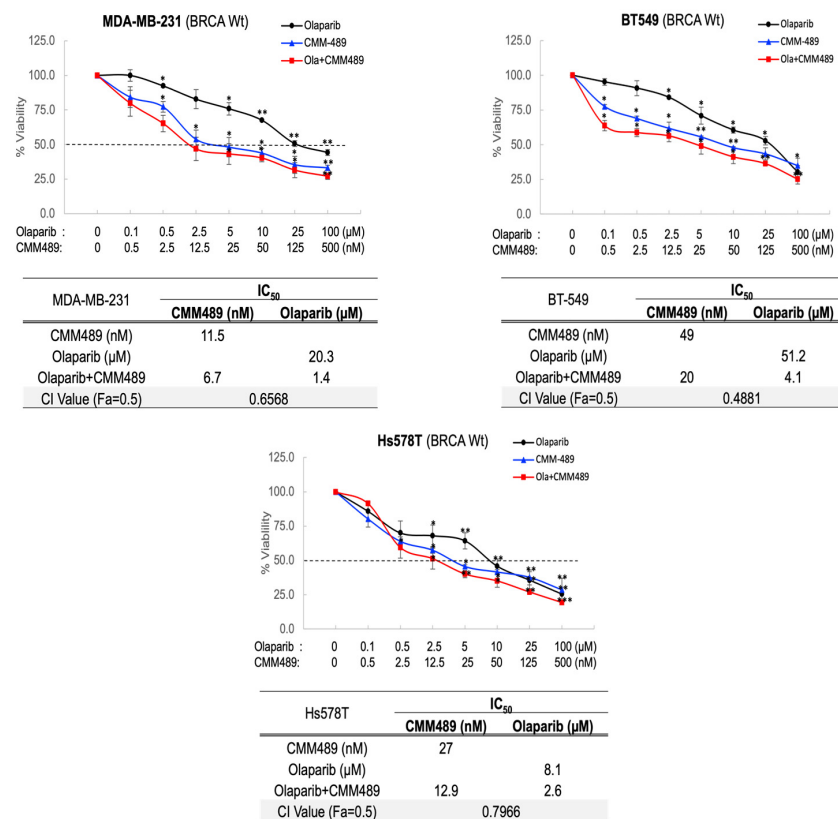 MDA-MB-231 (BRCA Wt)
Olaparib
CMM-489
Ola+CMM489
% Viability
125.0
100.0
75.0
50.0
25.0
0.0
* * * * * * ** ** ** ** **
Olaparib : 0 0.1 0.5 2.5 5 10 25 100 (µM)
CMM489: 0 0.5 2.5 12.5 25 50 125 500 (nM)
MDA-MB-231 IC50
CMM489 (nM) Olaparib (µM)
CMM489 (nM) 11.5
Olaparib (µM) 20.3
Olaparib+CMM489 6.7 1.4
CI Value (Fa=0.5) 0.6568
BT549 (BRCA Wt)
Olaparib
CMM-489
Ola+CMM489
% Viability
125.0
100.0
75.0
50.0
25.0
0.0
Olaparib : 0 0.1 0.5 2.5 5 10 25 100 (µM)
CMM489: 0 0.5 2.5 12.5 25 50 125 500 (nM)
BT-549 IC50
CMM489 (nM) Olaparib (µM)
CMM489 (nM) 49
Olaparib (µM) 51.2
Olaparib+CMM489 20 4.1
CI Value (Fa=0.5) 0.4881
Hs578T (BRCA Wt)
Olaparib
CMM-489
Ola+CMM489
% Viablility
125.0
100.0
75.0
50.0
25.0
0.0
Olaparib : 0 0.1 0.5 2.5 5 10 25 100 (µM)
CMM489: 0 0.5 2.5 12.5 25 50 125 500 (nM)
Hs578T IC50
CMM489 (nM) Olaparib (µM)
CMM489 (nM) 27
Olaparib (µM) 8.1
Olaparib+CMM489 12.9 2.6
CI Value (Fa=0.5) 0.7966